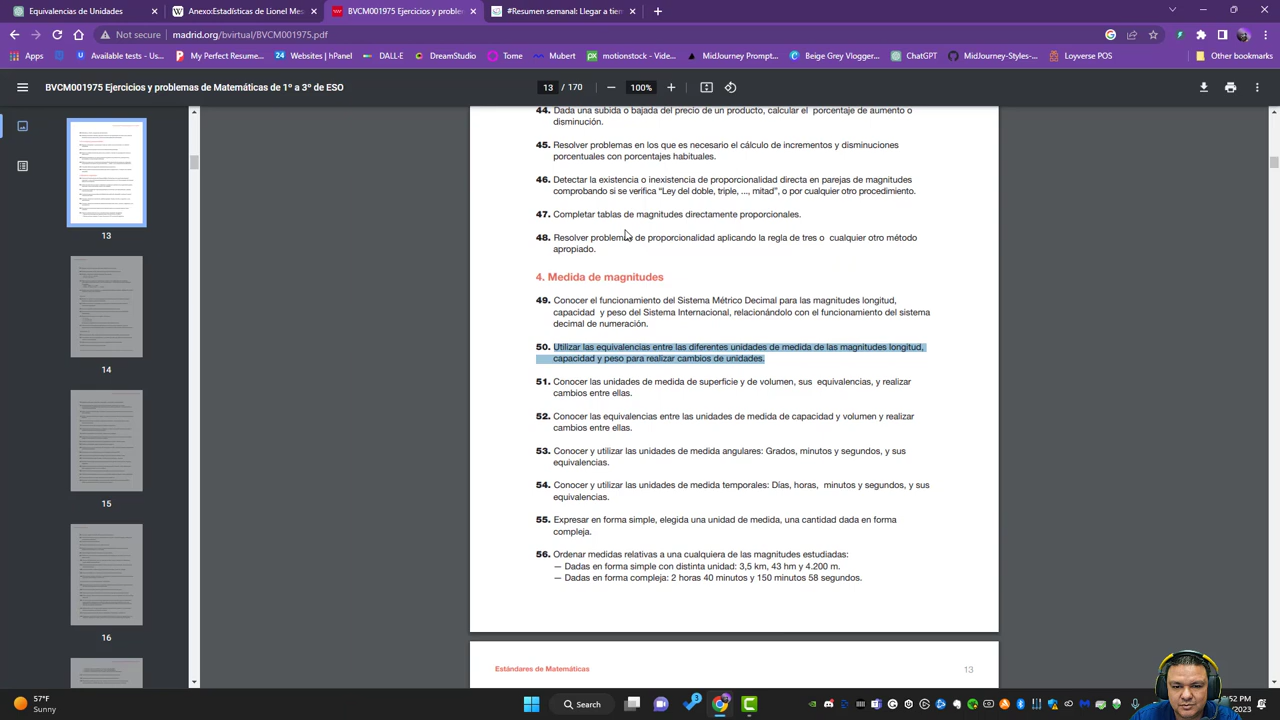 Equivalencias de Unidades
AnexoEstadísticas de Lionel Mes
BVCM001975 Ejercicios y problem
#Resumen semanal: Llegar a tien
Not secure
madrid.org/bvirtual/BVCM001975.pdf
Apps
Available tests - Us...
24 Websites | hPanel
DALL-E
DreamStudio
Tome
Muttner
motionstock - Vide...
MidJourney Prompt...
Beige Grey Vlogger...
ChatGPT
MidJourney-Styles-...
Loyverse POS
Other bookmarks
BVCM001975 Ejercicios y problemas de Matemáticas de 1º a 3º de ESO
13 / 170
100%
13
14
15
16
44. Dada una subida o bajada del precio de un producto, calcular el porcentaje de aumento o
disminución.
45. Resolver problemas en los que es necesario el cálculo de incrementos y disminuciones
porcentuales con porcentajes habituales.
46. Detectar la existencia o inexistencia de proporcionalidad directa en parejas de magnitudes
comprobando si se verifica “Ley del doble, triple, ..., mitad”, o por cualquier otro procedimiento.
47. Completar tablas de magnitudes directamente proporcionales.
48. Resolver problemas de proporcionalidad aplicando la regla de tres o cualquier otro método
apropiado.
4. Medida de magnitudes
49. Conocer el funcionamiento del Sistema Métrico Decimal para las magnitudes longitud,
capacidad y peso del Sistema Internacional, relacionándolo con el funcionamiento del sistema
decimal de numeración.
50. Utilizar las equivalencias entre las diferentes unidades de medida de las magnitudes longitud,
capacidad y peso para realizar cambios de unidades.
51. Conocer las unidades de medida de superficie y de volumen, sus equivalencias, y realizar
cambios entre ellas.
52. Conocer las equivalencias entre las unidades de medida de capacidad y volumen y realizar
cambios entre ellas.
53. Conocer y utilizar las unidades de medida angulares: Grados, minutos y segundos, y sus
equivalencias.
54. Conocer y utilizar las unidades de medida temporales: Días, horas, minutos y segundos, y sus
equivalencias.
55. Expresar en forma simple, elegida una unidad de medida, una cantidad dada en forma
compleja.
56. Ordenar medidas relativas a una cualquiera de las magnitudes estudiadas:
— Dadas en forma simple con distinta unidad: 3,5 km, 43 hm y 4.200 m.
— Dadas en forma compleja: 2 horas 40 minutos y 150 minutos 58 segundos.
Estándares de Matemáticas
13
57°F
Sunny
Search